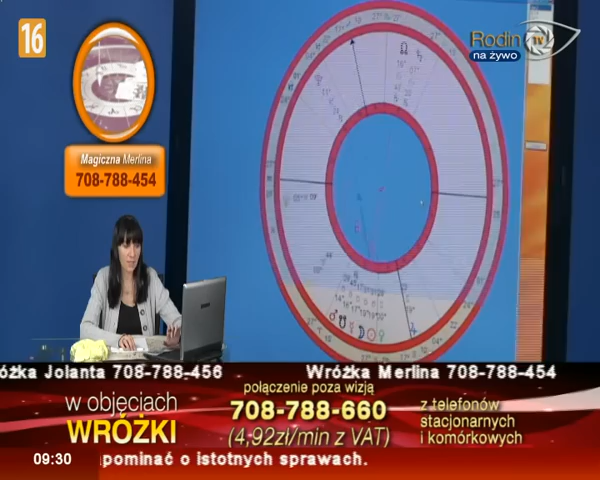 16
Rodin TV
na żywo
Magiczna Merlina
708-788-454
óżka Jolanta 708-788-456
Wróżka Merlina 708-788-454
w objęciach
WRÓŻKI
połączenie poza wizją
708-788-660
(4,92zł/min z VAT)
z telefonów
stacjonarnych
i komórkowych
09:30
pominać o istotnych sprawach.